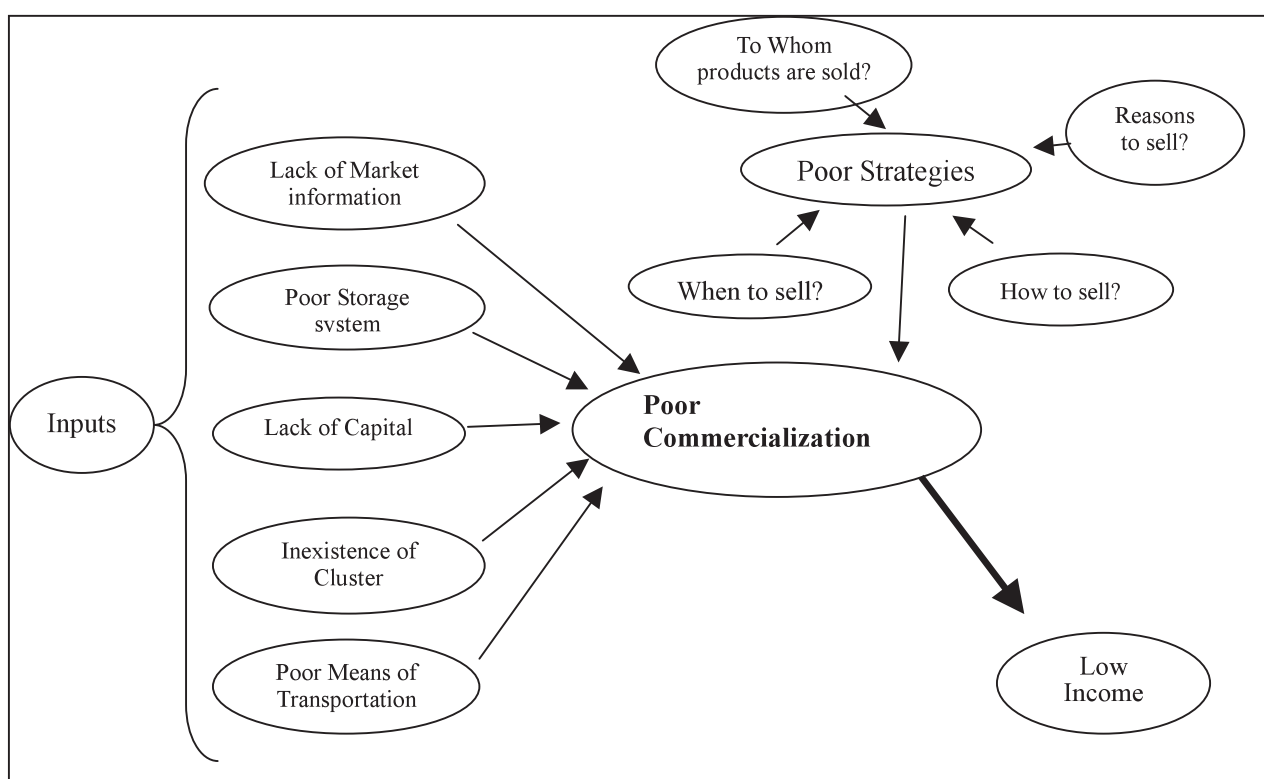 To Whom
products are sold?
Reasons
to sell?
Poor Strategies
When to sell?
How to sell?
Lack of Market
information
Poor Storage
svstem
Lack of Capital
Inexistence of
Cluster
Poor Means of
Transportation
Inputs
Poor
Commercialization
Low
Income